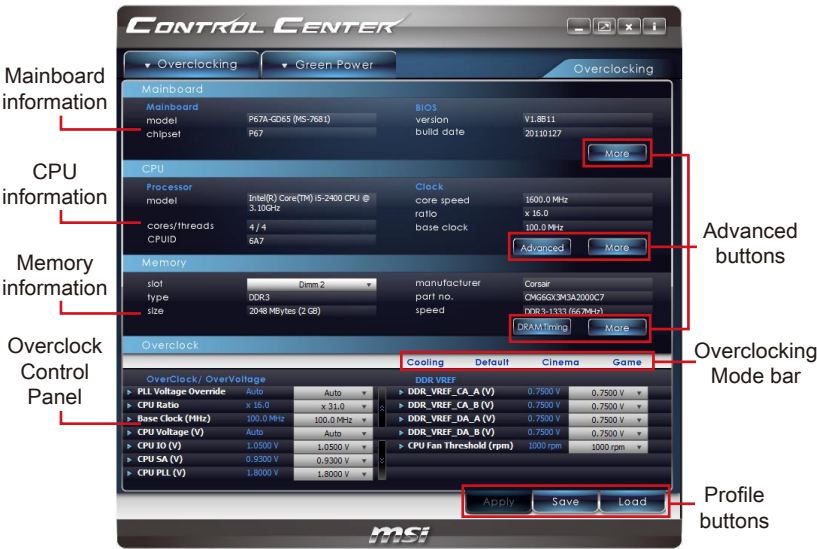 CONTROL CENTER
Overclocking
Green Power
Overclocking
Mainboard information
Mainboard
Mainboard
model P67A-GD65 (MS-7681)
chipset P67
BIOS
version V1.8B11
build date 20110127
More
CPU information
CPU
Processor
model Intel(R) Core(TM) i5-2400 CPU @ 3.10GHz
cores/threads 4 / 4
CPUID 6A7
Clock
core speed 1600.0 MHz
ratio x 16.0
base clock 100.0 MHz
Advanced More
Advanced buttons
Memory information
Memory
slot Dimm 2
type DDR3
size 2048 MBytes (2 GB)
manufacturer Corsair
part no. CMG6GX3M3A2000C7
speed DDR3-1333 (667MHz)
DRAM Timing More
Overclock Control Panel
Overclock
Cooling Default Cinema Game
Overclocking Mode bar
OverClock/ OverVoltage
PLL Voltage Override Auto Auto
CPU Ratio x 16.0 x 31.0
Base Clock (MHz) 100.0 MHz 100.0 MHz
CPU Voltage (V) Auto Auto
CPU IO (V) 1.0500 V 1.0500 V
CPU SA (V) 0.9300 V 0.9300 V
CPU PLL (V) 1.8000 V 1.8000 V
DDR VREF
DDR_VREF_CA_A (V) 0.7500 V 0.7500 V
DDR_VREF_CA_B (V) 0.7500 V 0.7500 V
DDR_VREF_DA_A (V) 0.7500 V 0.7500 V
DDR_VREF_DA_B (V) 0.7500 V 0.7500 V
CPU Fan Threshold (rpm) 1000 rpm 1000 rpm
Apply Save Load
Profile buttons
msi